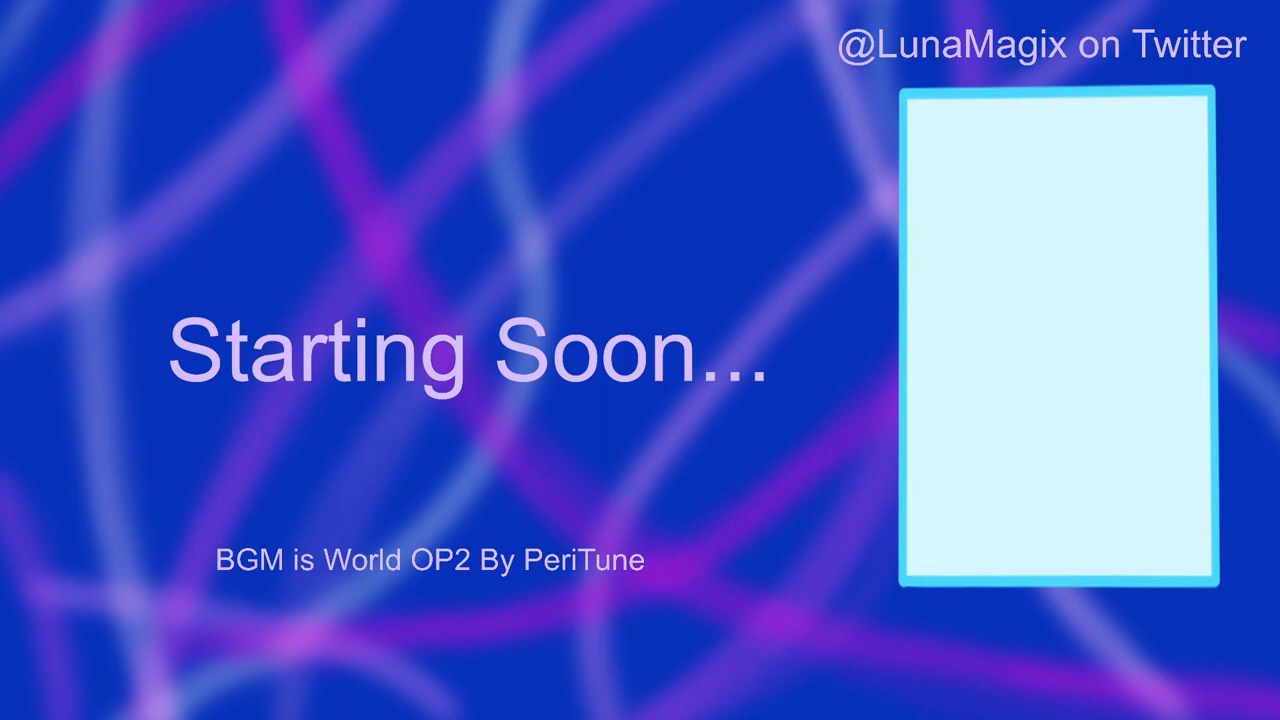 @LunaMagix on Twitter
Starting Soon...
BGM is World OP2 By PeriTune